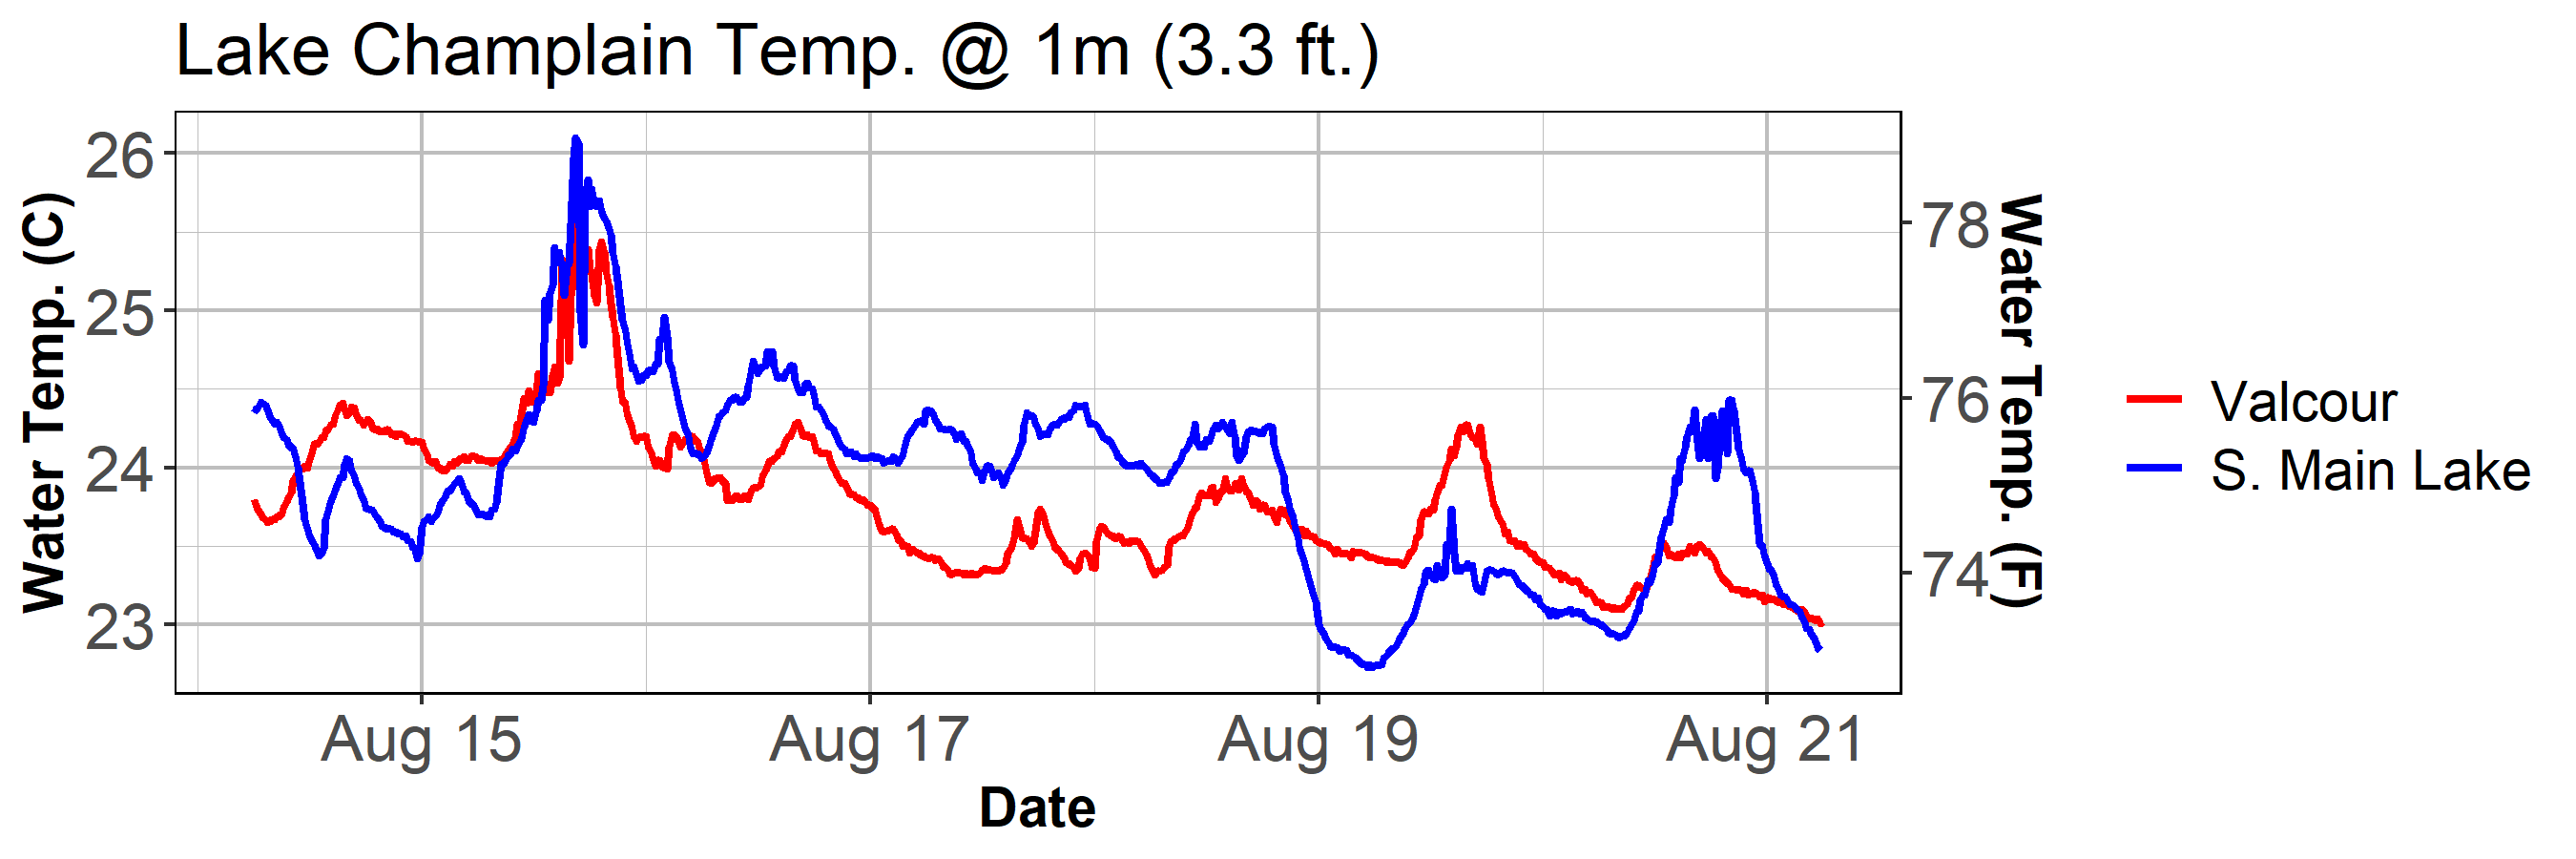 Lake Champlain Temp. @ 1m (3.3 ft.)
Water Temp. (C)
26
25
24
23
78
76
74
Water Temp. (F)
Aug 15
Aug 17
Aug 19
Aug 21
Date
Valcour
S. Main Lake